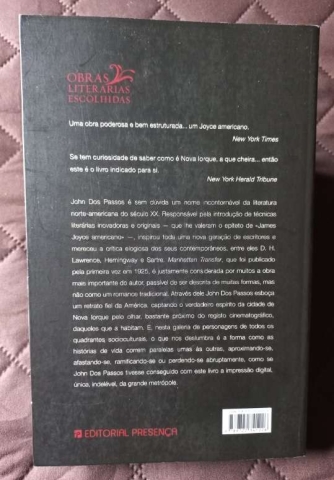 OBRAS
LITERÁRIAS
ESCOLHIDAS
Uma obra poderosa e bem estruturada... um Joyce americano.
New York Times
Se tem curiosidade de saber como é Nova Iorque, a que cheira... então
este é o livro indicado para si.
New York Herald Tribune
John Dos Passos é sem dúvida um nome incontornável da literatura
norte-americana do século XX. Responsável pela introdução de técnicas
literárias inovadoras e originais — que lhe valeram o epíteto de «James
Joyce americano» —, inspirou toda uma nova geração de escritores e
mereceu a crítica elogiosa dos seus contemporâneos, entre eles D. H.
Lawrence, Hemingway e Sartre. Manhattan Transfer, que foi publicado
pela primeira vez em 1925, é justamente considerada por muitos a obra
mais importante do autor, passível de ser descrita de muitas formas, mas
não como um romance tradicional. Através dele John Dos Passos esboça
um retrato fiel da América, captando o verdadeiro espírito da cidade de
Nova Iorque pelo olhar, bastante próximo do registo cinematográfico,
daqueles que a habitam. E, nesta galeria de personagens de todos os
quadrantes socioculturais, o que nos deslumbra é a forma como as
histórias de vida correm paralelas umas às outras, aproximando-se,
afastando-se, ramificando-se ou perdendo-se abruptamente, como se
John Dos Passos tivesse conseguido com este livro a impressão digital,
única, indelével, da grande metrópole.
EDITORIAL PRESENÇA